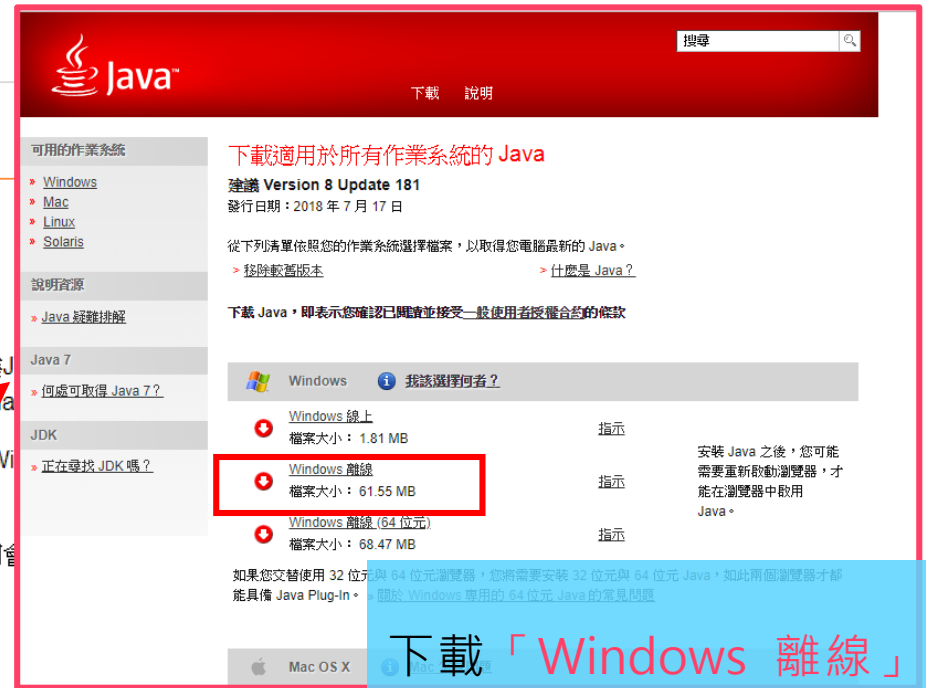 Java™
搜尋
下載 說明
可用的作業系統
» Windows
» Mac
» Linux
» Solaris
說明資源
» Java 疑難排解
Java 7
» 何處可取得 Java 7？
JDK
» 正在尋找 JDK 嗎？
下載適用於所有作業系統的 Java
建議 Version 8 Update 181
發行日期：2018 年 7 月 17 日
從下列清單依照您的作業系統選擇檔案，以取得您電腦最新的 Java。
> 移除較舊版本 > 什麼是 Java？
下載 Java，即表示您確認已閱讀並接受一般使用者授權合約的條款
Windows 我該選擇何者？
Windows 線上
檔案大小： 1.81 MB
指示
Windows 離線
檔案大小： 61.55 MB
指示
Windows 離線 (64 位元)
檔案大小： 68.47 MB
指示
安裝 Java 之後，您可能
需要重新啟動瀏覽器，才
能在瀏覽器中啟用
Java。
如果您交替使用 32 位元與 64 位元瀏覽器，您將需要安裝 32 位元與 64 位元 Java，如此兩個瀏覽器才都
能具備 Java Plug-In。 » 關於 Windows 專用的 64 位元 Java 的常見問題
Mac OS X
下載「Windows 離線」